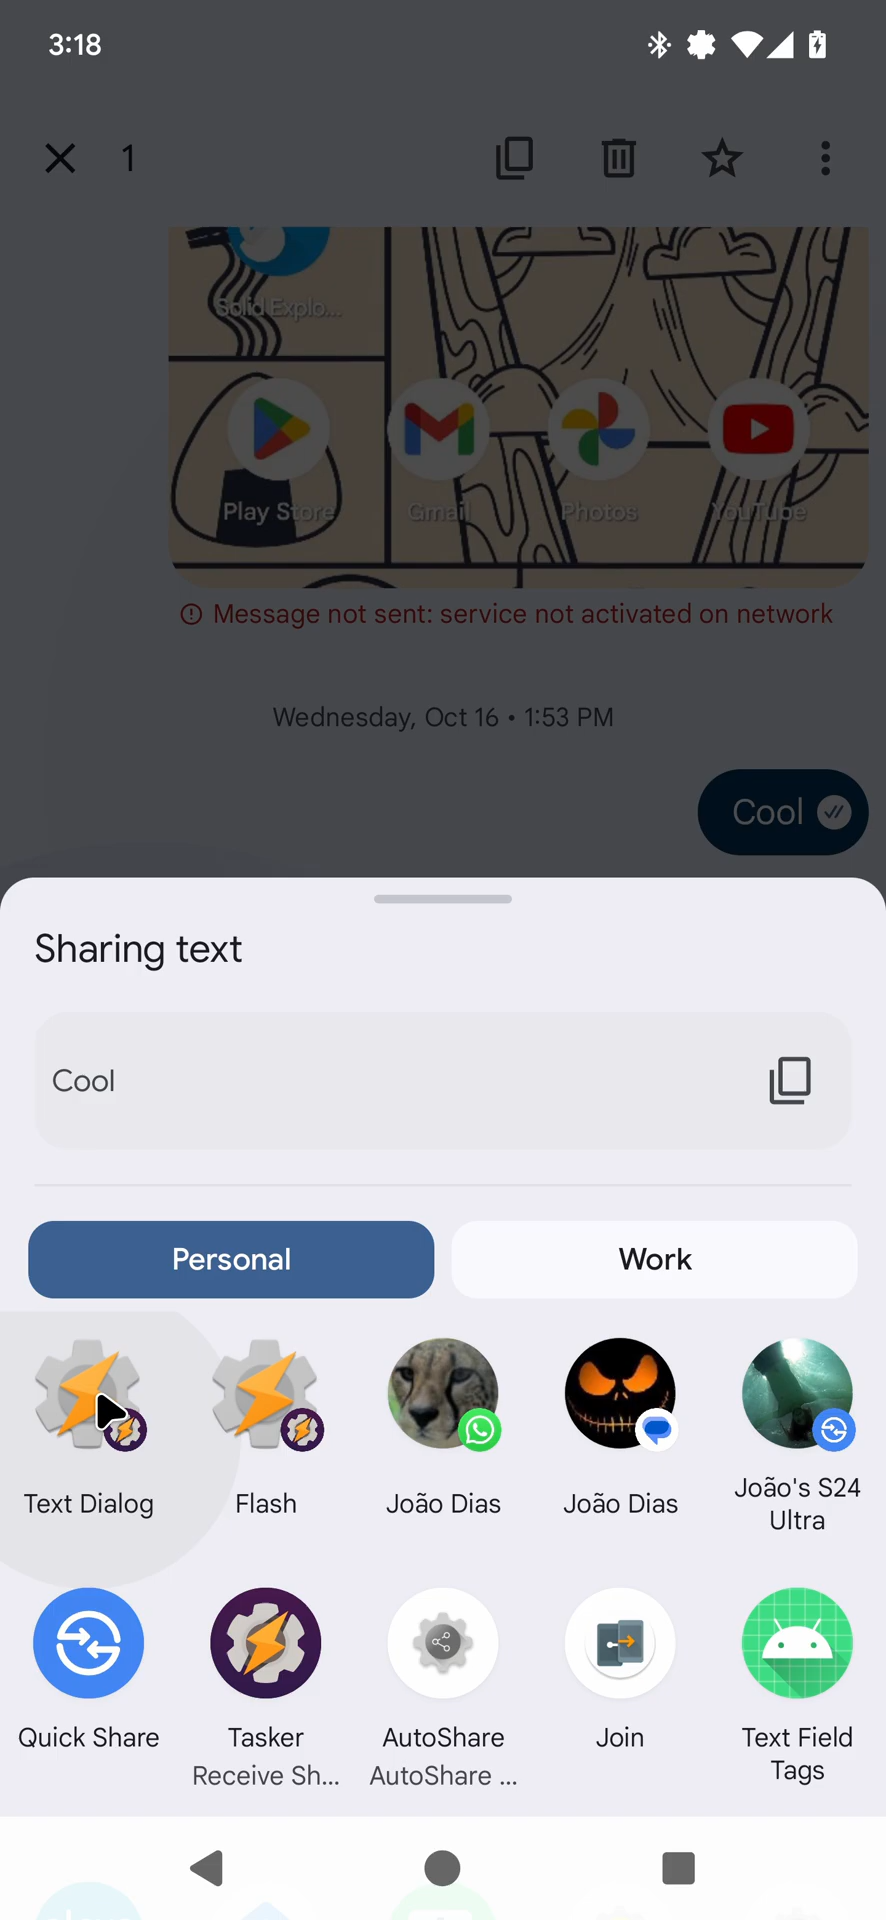 3:18
1
Solid Explo...
Play Store
Gmail
Photos
YouTube
Message not sent: service not activated on network
Wednesday, Oct 16 • 1:53 PM
Cool
Sharing text
Cool
Personal
Work
Text Dialog
Flash
João Dias
João Dias
João's S24
Ultra
Quick Share
Tasker
Receive Sh...
AutoShare
AutoShare ...
Join
Text Field
Tags